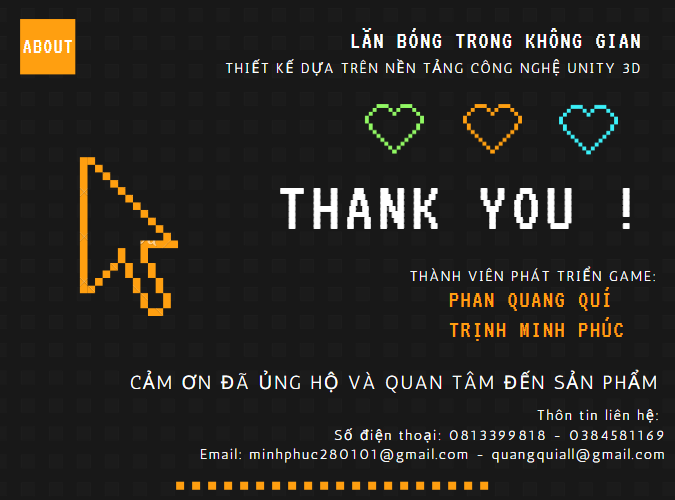 ABOUT
LĂN BÓNG TRONG KHÔNG GIAN
THIẾT KẾ DỰA TRÊN NỀN TẢNG CÔNG NGHỆ UNITY 3D
THANK YOU !
THÀNH VIÊN PHÁT TRIỂN GAME:
PHAN QUANG QUÍ
TRỊNH MINH PHÚC
CẢM ƠN ĐÃ ỦNG HỘ VÀ QUAN TÂM ĐẾN SẢN PHẨM
Thôn tin liên hệ:
Số điện thoại: 0813399818 - 0384581169
Email: minhphuc280101@gmail.com - quangquiall@gmail.com